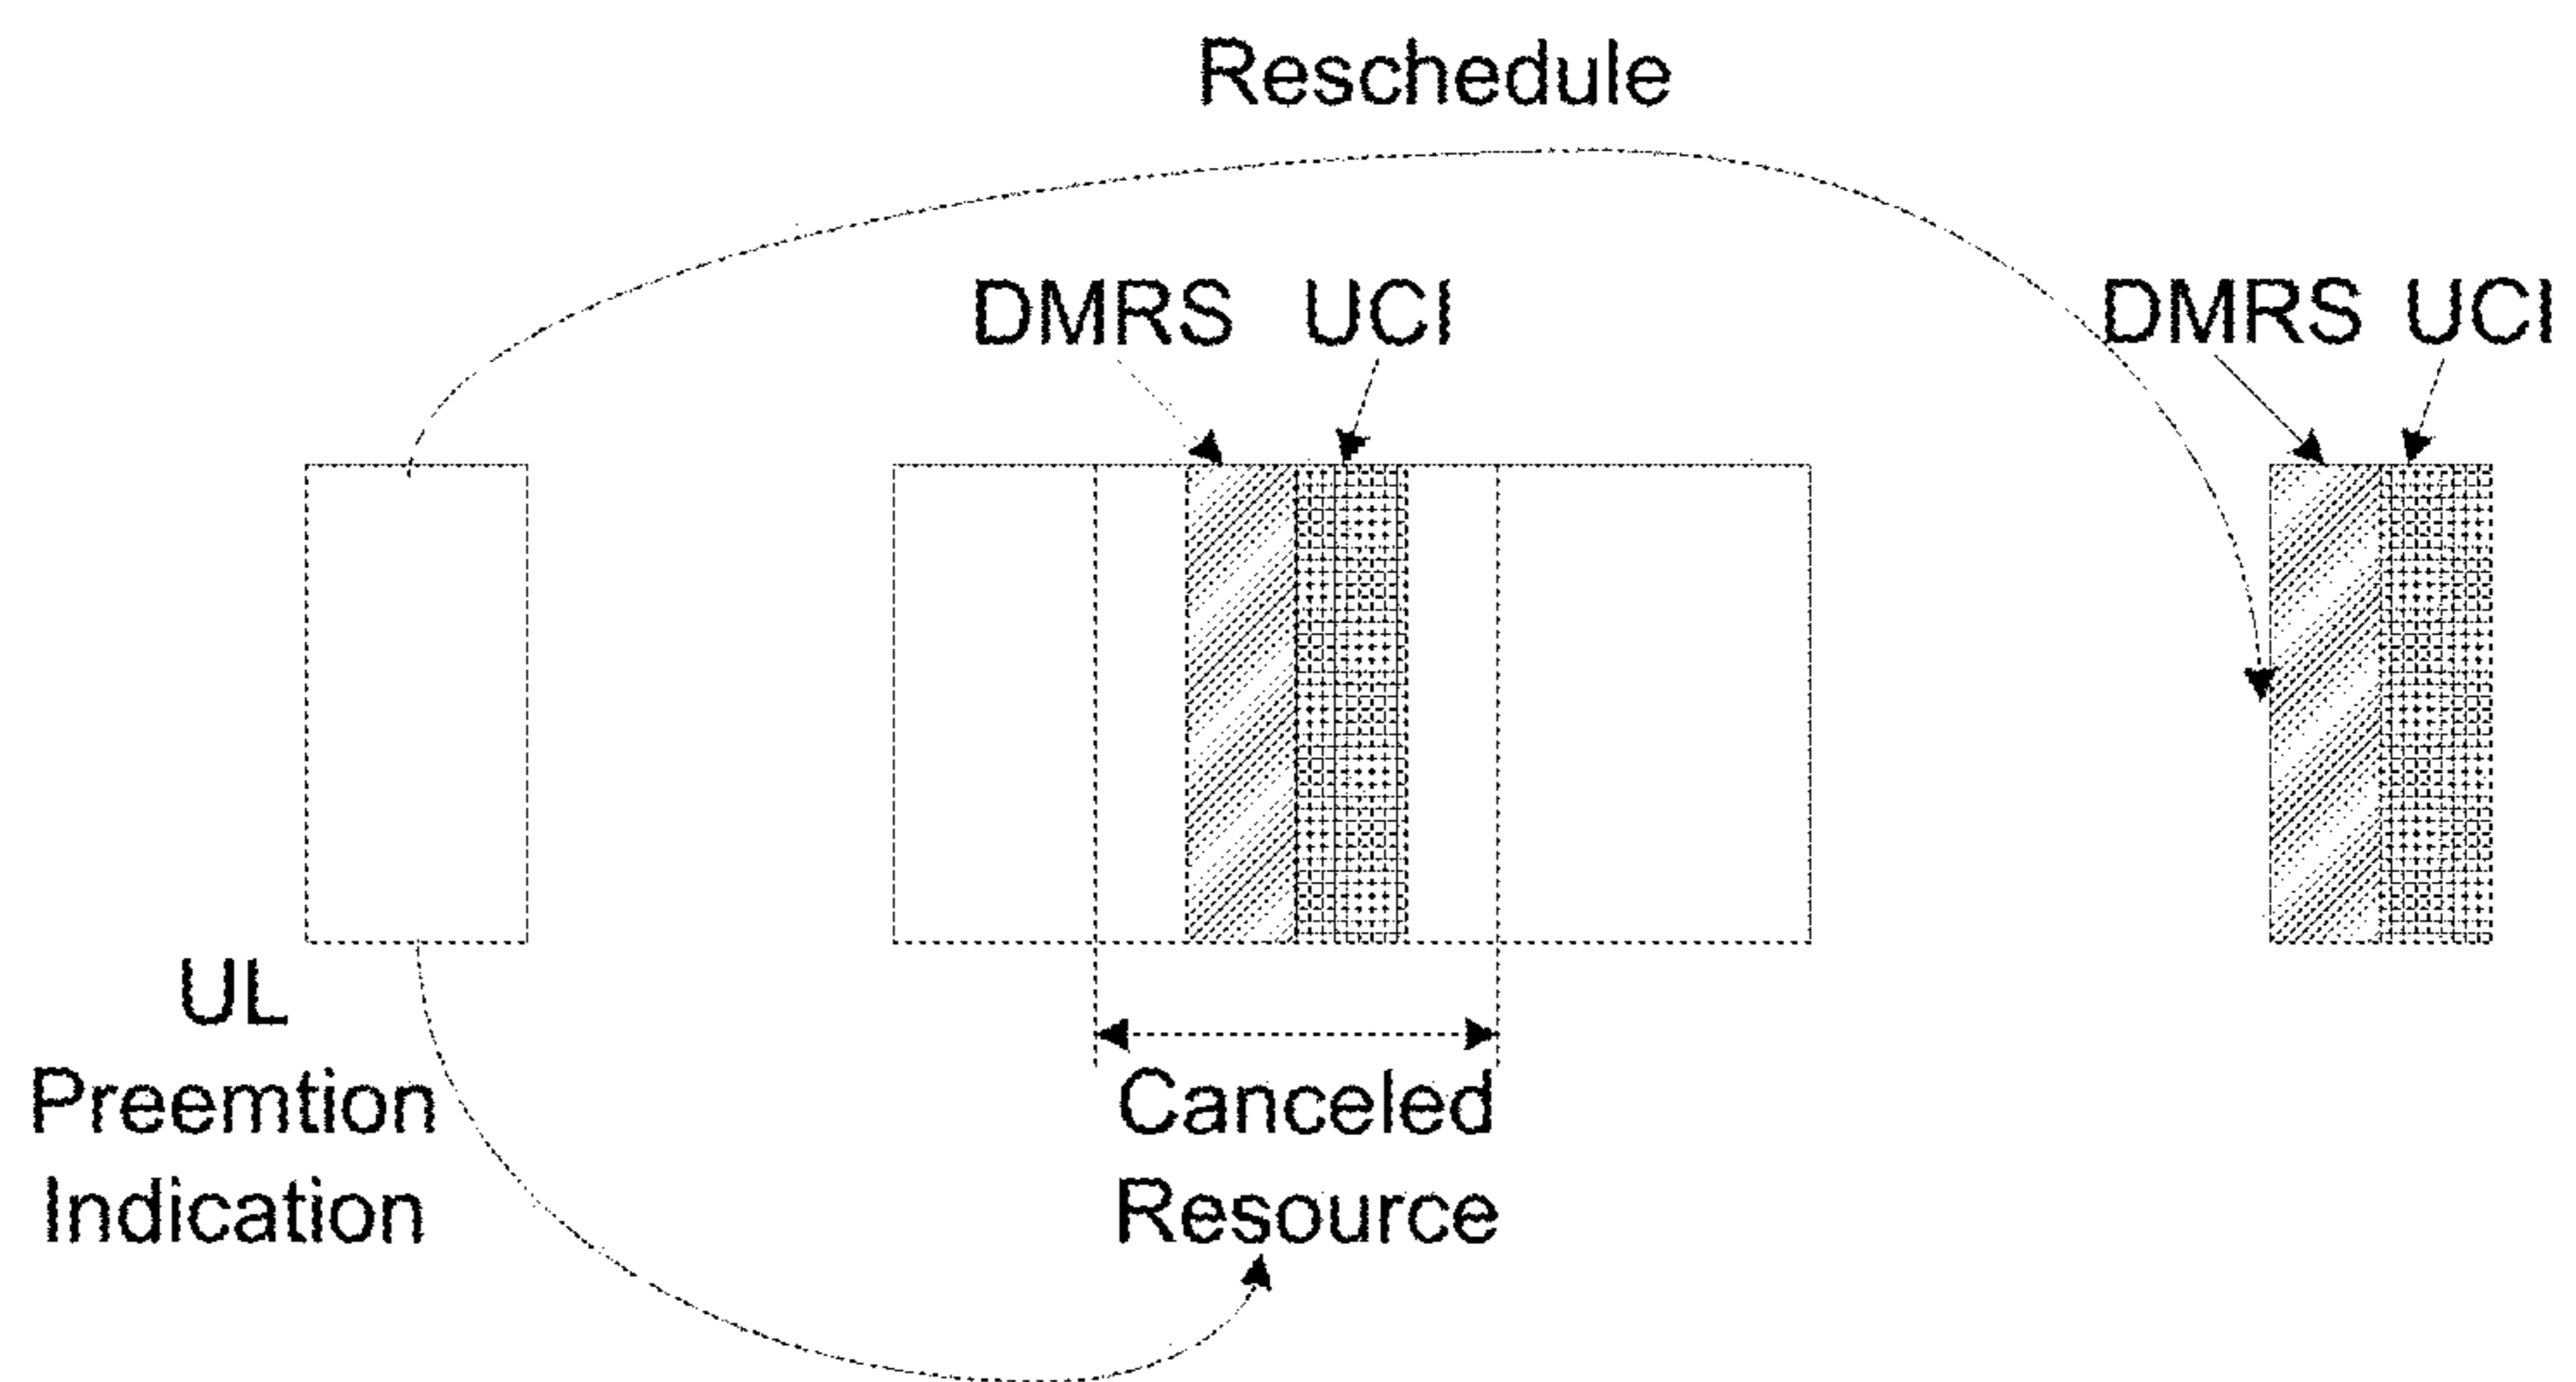 Reschedule
DMRS UCI
DMRS UCI
UL
Preemtion
Indication
Canceled
Resource